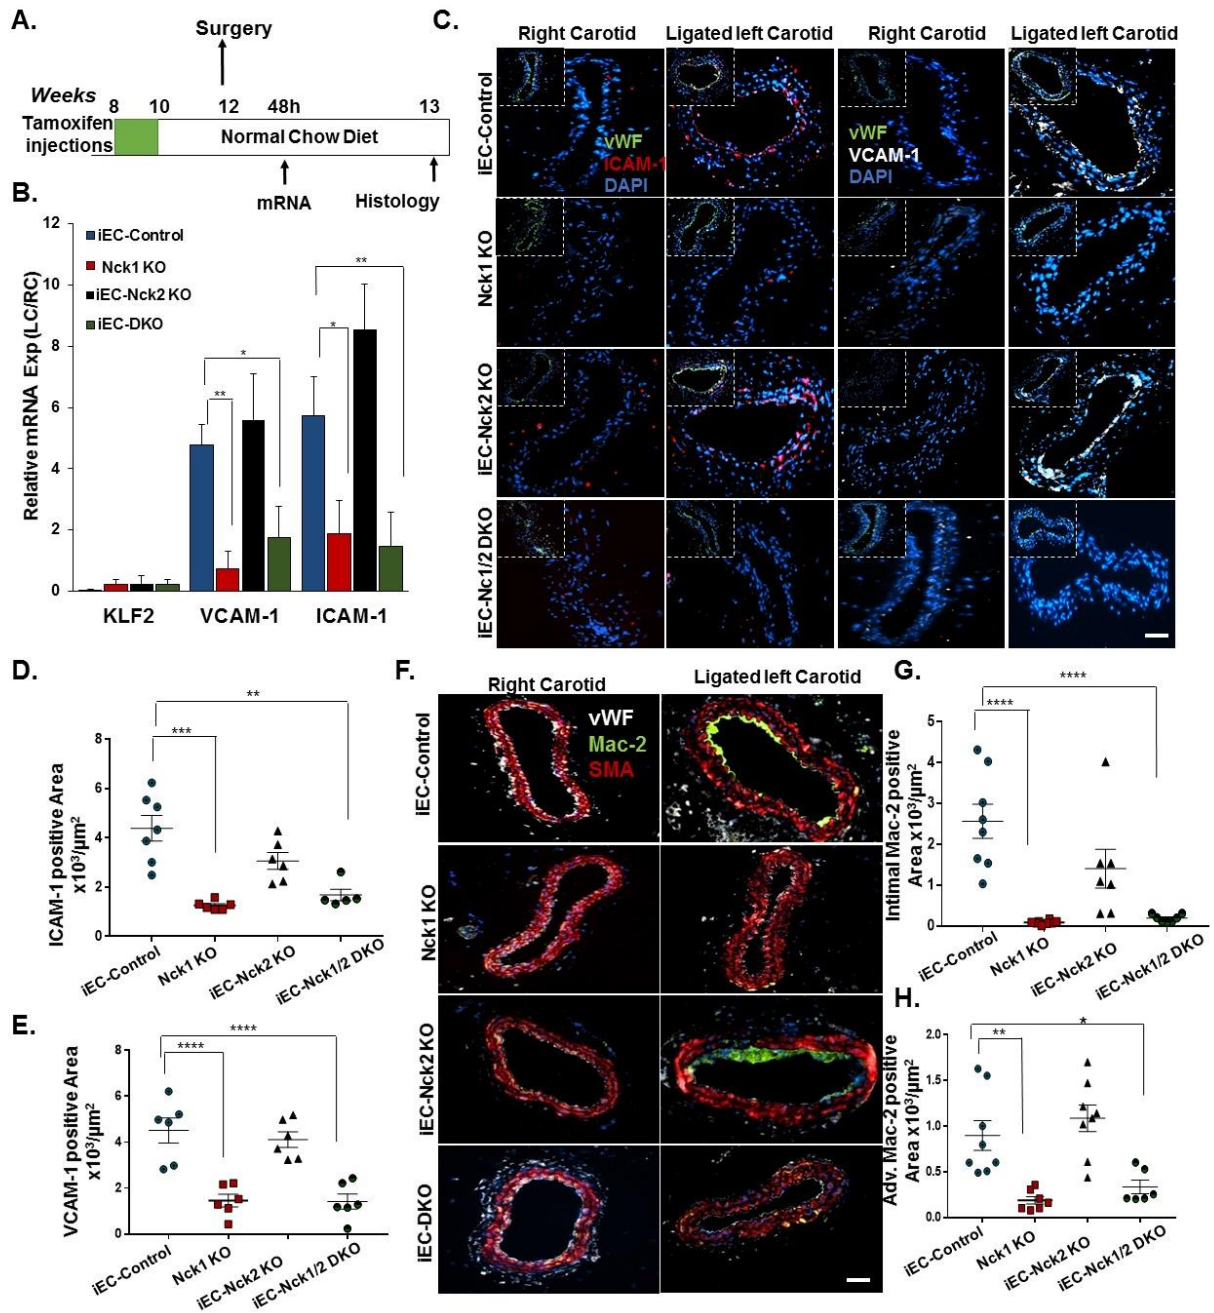 A.
Surgery
Weeks
8 10 12 48h 13
Tamoxifen
injections
Normal Chow Diet
mRNA
Histology
B.
Relative mRNA Exp (LC/RC)
12
10
8
6
4
2
0
iEC-Control
Nck1 KO
iEC-Nck2 KO
iEC-DKO
**
*
*
**
KLF2 VCAM-1 ICAM-1
C.
Right Carotid Ligated left Carotid Right Carotid Ligated left Carotid
iEC-Control
vWF
ICAM-1
DAPI
vWF
VCAM-1
DAPI
Nck1 KO
iEC-Nck2 KO
iEC-Nc1/2 DKO
D.
ICAM-1 positive Area
x10³/µm²
8
6
4
2
0
**
***
iEC-Control
Nck1 KO
iEC-Nck2 KO
iEC-Nck1/2 DKO
E.
VCAM-1 positive Area
x10³/µm²
8
6
4
2
0
****
****
iEC-Control
Nck1 KO
iEC-Nck2 KO
iEC-Nck1/2 DKO
F.
Right Carotid Ligated left Carotid
iEC-Control
vWF
Mac-2
SMA
Nck1 KO
iEC-Nck2 KO
iEC-DKO
G.
Intimal Mac-2 positive
Area x10³/µm²
5
4
3
2
1
0
****
****
iEC-Control
Nck1 KO
iEC-Nck2 KO
iEC-Nck1/2 DKO
H.
Adv. Mac-2 positive
Area x10³/µm²
2.0
1.5
1.0
0.5
0.0
*
**
iEC-Control
Nck1 KO
iEC-Nck2 KO
iEC-Nck1/2 DKO